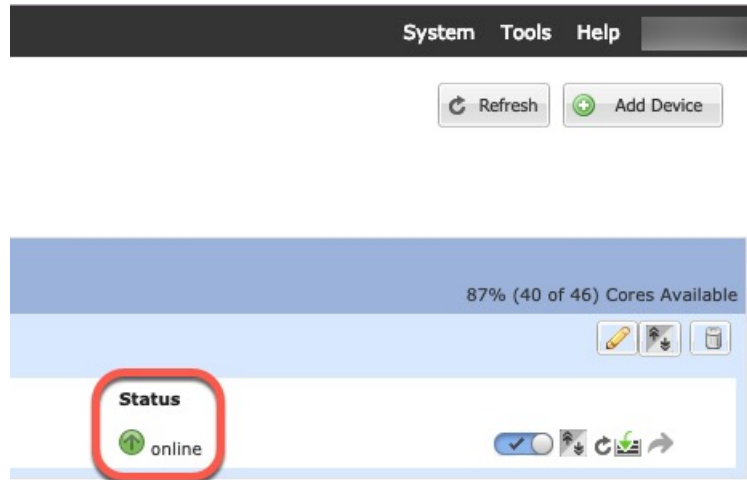 System Tools Help
Refresh Add Device
87% (40 of 46) Cores Available
Status
online